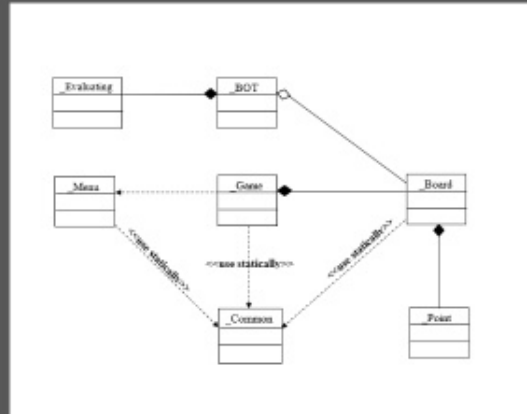 _Evaluating
_BOT
_Menu
_Game
_Board
<<use statically>>
<<use statically>>
<<use statically>>
_Common
_Point